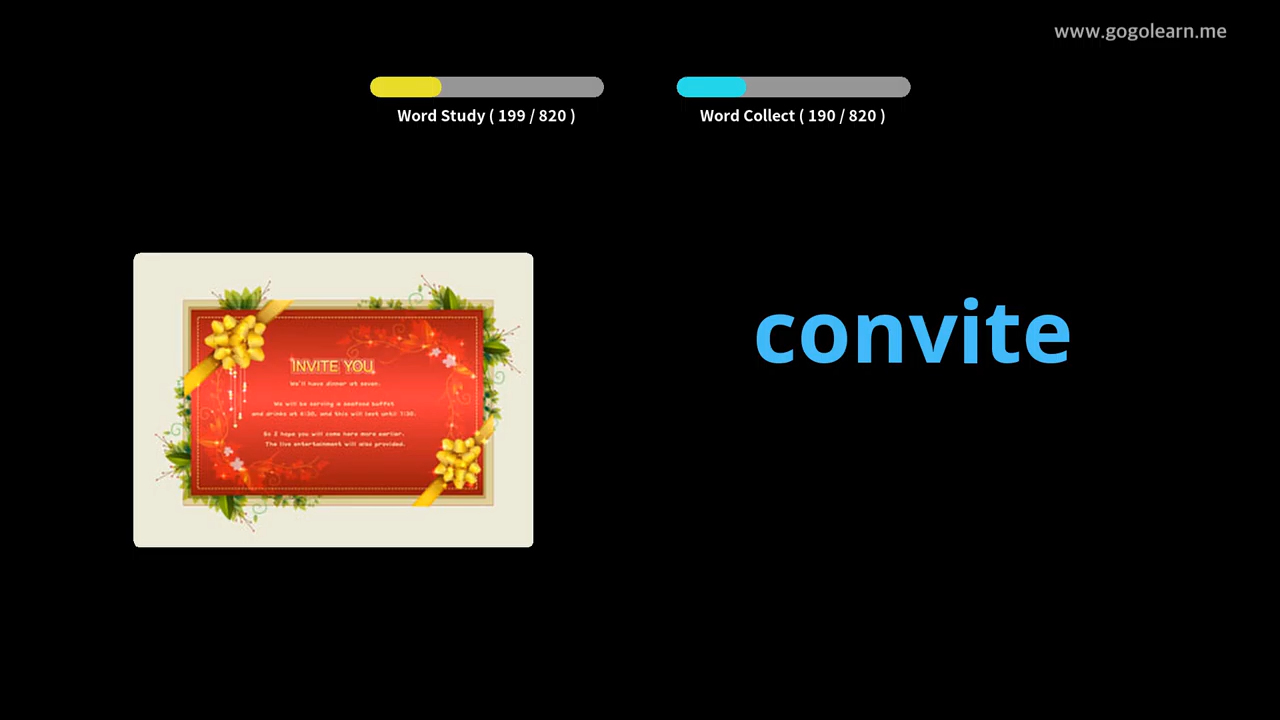 www.gogolearn.me
Word Study ( 199 / 820 )
Word Collect ( 190 / 820 )
convite
INVITE YOU
We'll have dinner at seven.
We will be serving a seafood buffet
and drinks at 6:30, and this will last until 7:30.
So I hope you will come here more earlier.
The live entertainment will also provided.